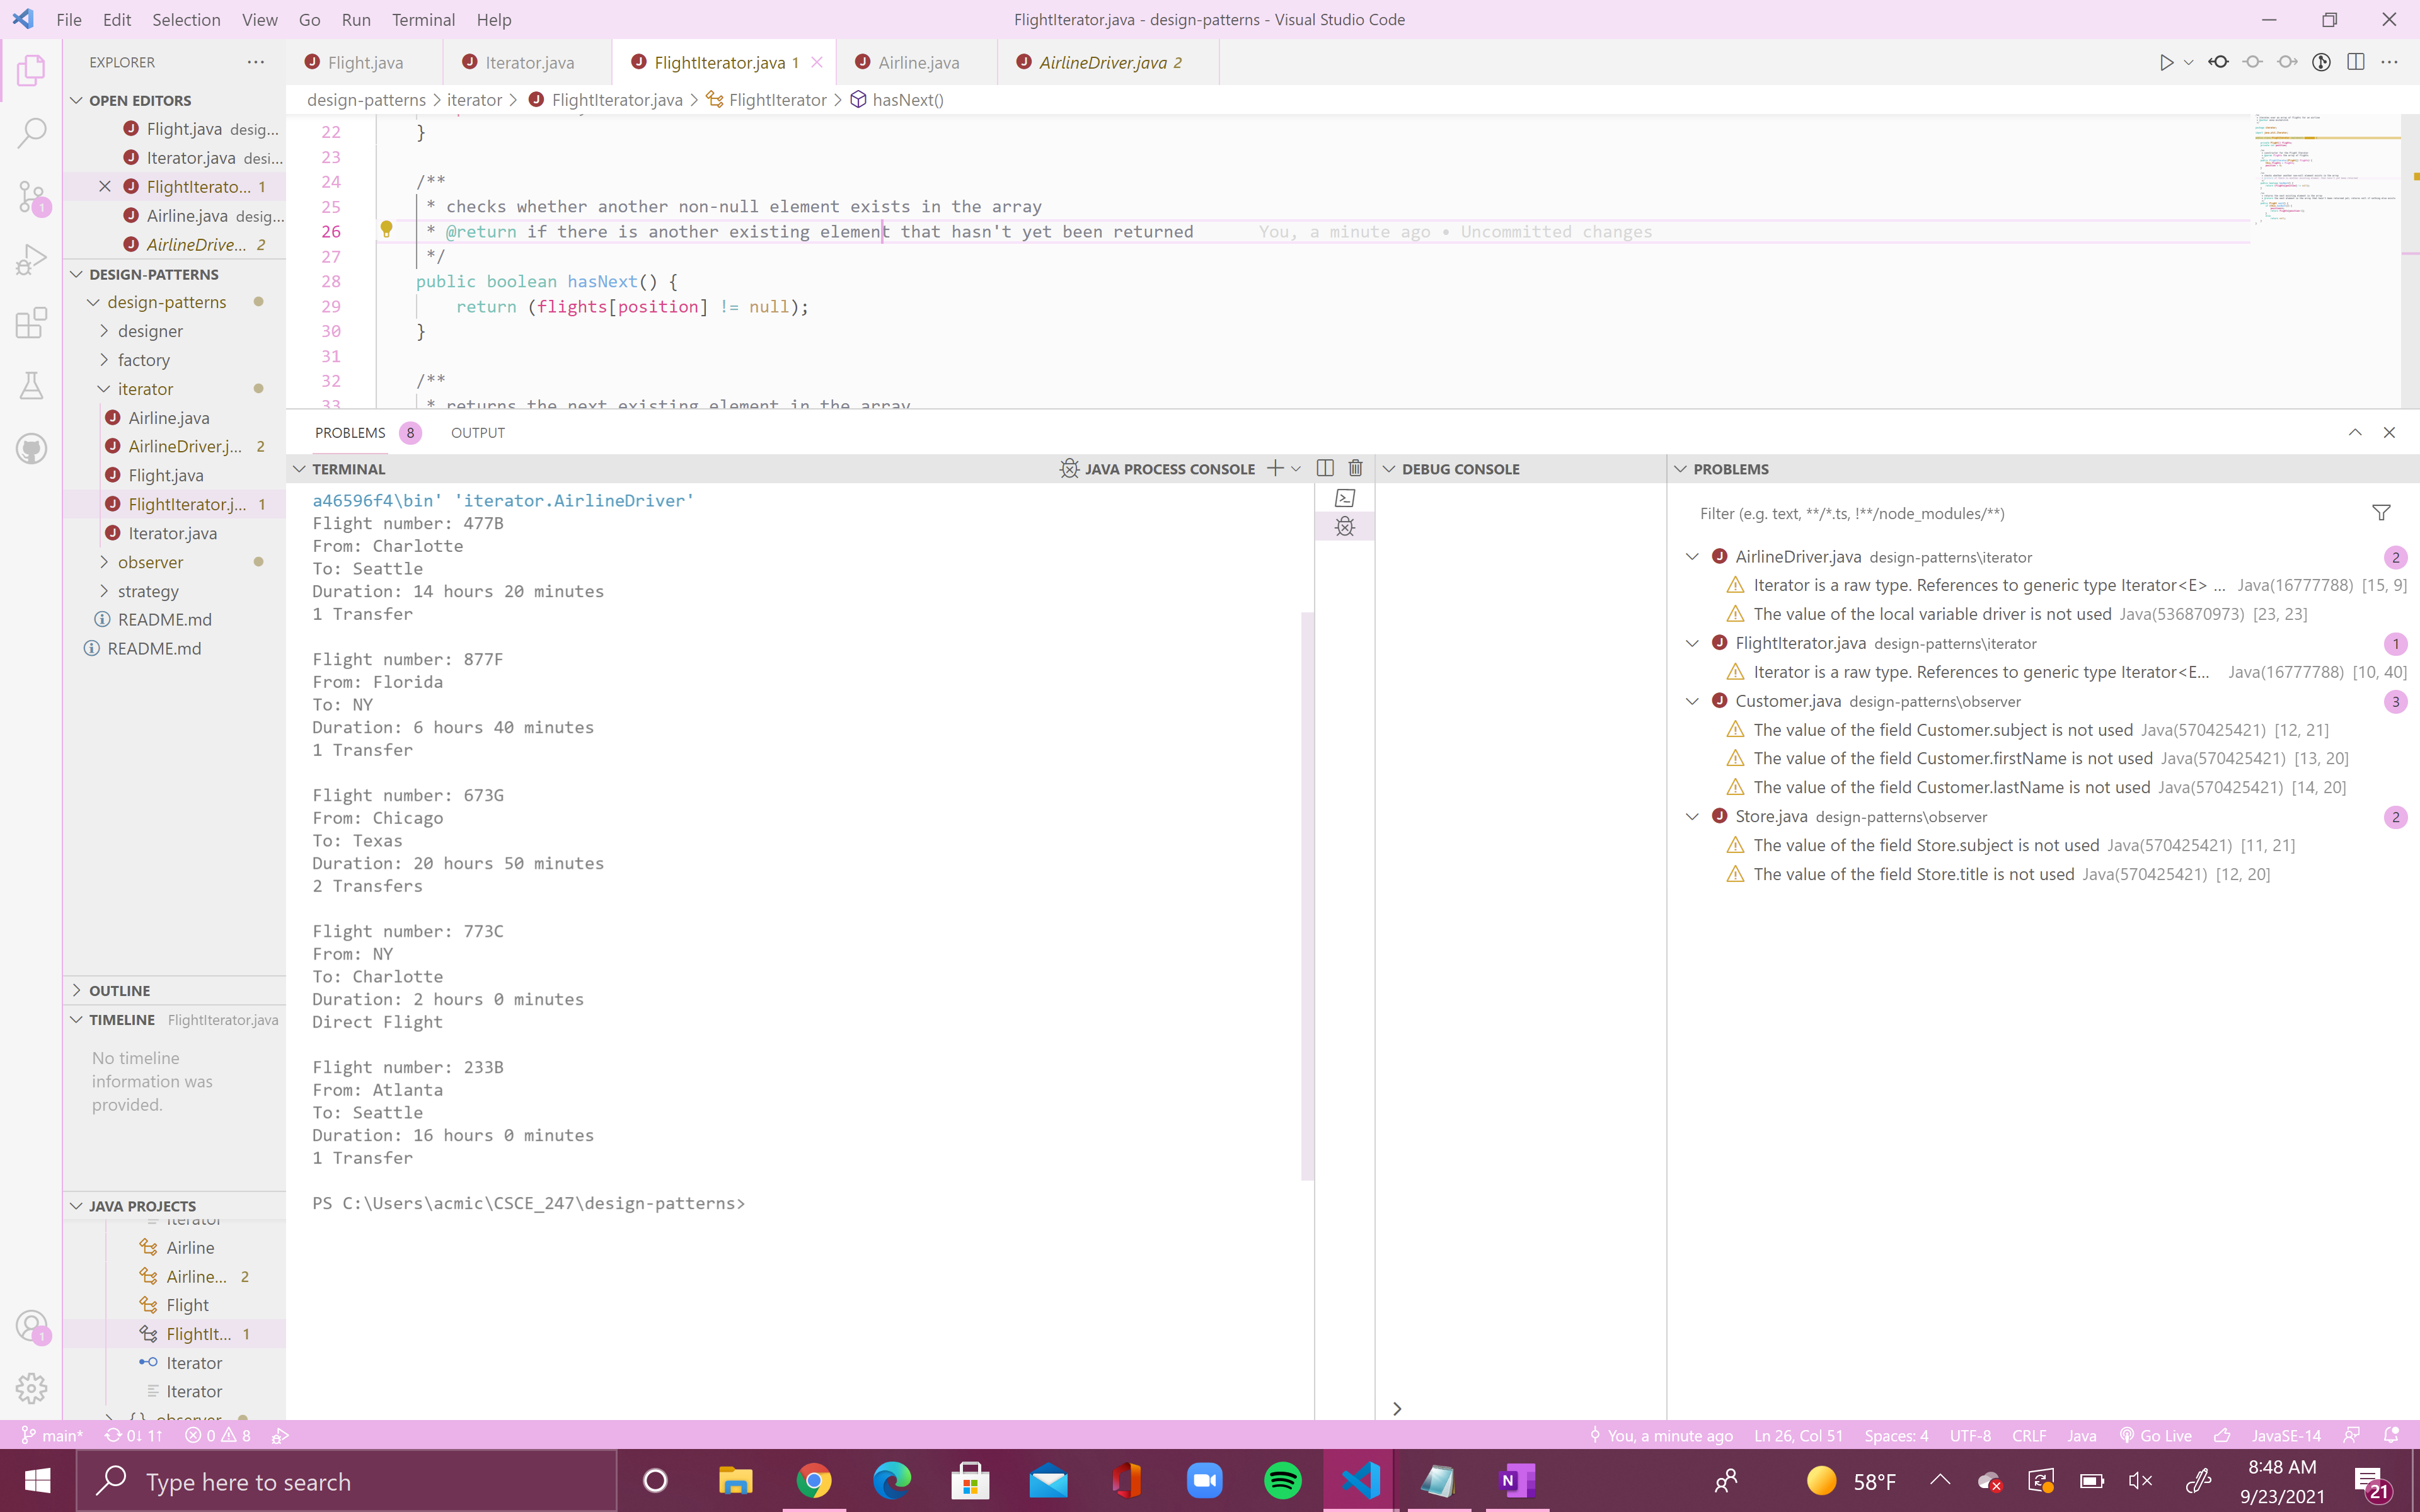 File Edit Selection View Go Run Terminal Help
FlightIterator.java - design-patterns - Visual Studio Code
EXPLORER
OPEN EDITORS
Flight.java desig...
Iterator.java desi...
FlightIterato... 1
Airline.java desig...
AirlineDrive... 2
DESIGN-PATTERNS
design-patterns
designer
factory
iterator
Airline.java
AirlineDriver.j... 2
Flight.java
FlightIterator.j... 1
Iterator.java
observer
strategy
README.md
README.md
OUTLINE
TIMELINE FlightIterator.java
No timeline
information was
provided.
JAVA PROJECTS
Iterator
Airline
Airline... 2
Flight
FlightIt... 1
Iterator
Iterator
observer
Flight.java Iterator.java FlightIterator.java 1 Airline.java AirlineDriver.java 2
design-patterns > iterator > FlightIterator.java > FlightIterator > hasNext()
22 }
23
24 /**
25 * checks whether another non-null element exists in the array
26 * @return if there is another existing element that hasn't yet been returned You, a minute ago • Uncommitted changes
27 */
28 public boolean hasNext() {
29 return (flights[position] != null);
30 }
31
32 /**
33 * returns the next existing element in the array
PROBLEMS 8 OUTPUT
TERMINAL JAVA PROCESS CONSOLE
a46596f4\bin' 'iterator.AirlineDriver'
Flight number: 477B
From: Charlotte
To: Seattle
Duration: 14 hours 20 minutes
1 Transfer
Flight number: 877F
From: Florida
To: NY
Duration: 6 hours 40 minutes
1 Transfer
Flight number: 673G
From: Chicago
To: Texas
Duration: 20 hours 50 minutes
2 Transfers
Flight number: 773C
From: NY
To: Charlotte
Duration: 2 hours 0 minutes
Direct Flight
Flight number: 233B
From: Atlanta
To: Seattle
Duration: 16 hours 0 minutes
1 Transfer
PS C:\Users\acmic\CSCE_247\design-patterns>
DEBUG CONSOLE
PROBLEMS
Filter (e.g. text, **/*.ts, !**/node_modules/**)
AirlineDriver.java design-patterns\iterator 2
Iterator is a raw type. References to generic type Iterator<E> ... Java(16777788) [15, 9]
The value of the local variable driver is not used Java(536870973) [23, 23]
FlightIterator.java design-patterns\iterator 1
Iterator is a raw type. References to generic type Iterator<E... Java(16777788) [10, 40]
Customer.java design-patterns\observer 3
The value of the field Customer.subject is not used Java(570425421) [12, 21]
The value of the field Customer.firstName is not used Java(570425421) [13, 20]
The value of the field Customer.lastName is not used Java(570425421) [14, 20]
Store.java design-patterns\observer 2
The value of the field Store.subject is not used Java(570425421) [11, 21]
The value of the field Store.title is not used Java(570425421) [12, 20]
main* 0↓ 1↑ 0 8
You, a minute ago Ln 26, Col 51 Spaces: 4 UTF-8 CRLF Java Go Live JavaSE-14
Type here to search
58°F
8:48 AM
9/23/2021
21